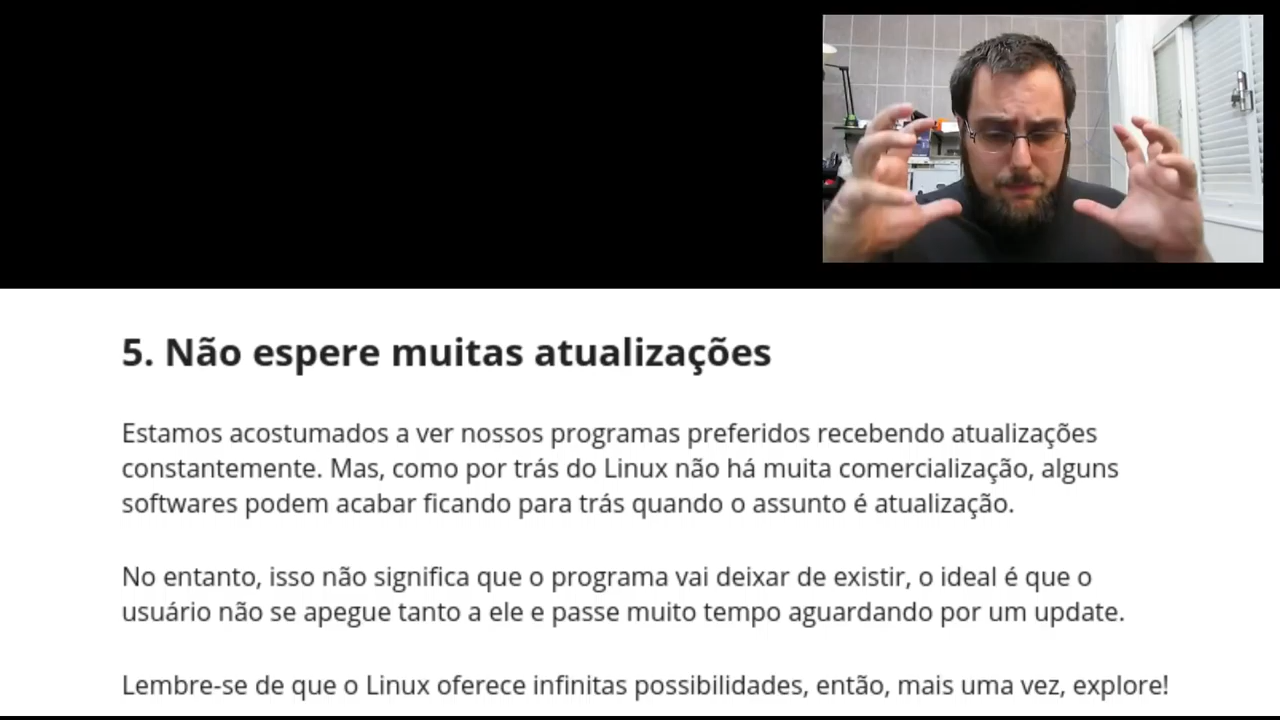 5. Não espere muitas atualizações
Estamos acostumados a ver nossos programas preferidos recebendo atualizações
constantemente. Mas, como por trás do Linux não há muita comercialização, alguns
softwares podem acabar ficando para trás quando o assunto é atualização.
No entanto, isso não significa que o programa vai deixar de existir, o ideal é que o
usuário não se apegue tanto a ele e passe muito tempo aguardando por um update.
Lembre-se de que o Linux oferece infinitas possibilidades, então, mais uma vez, explore!